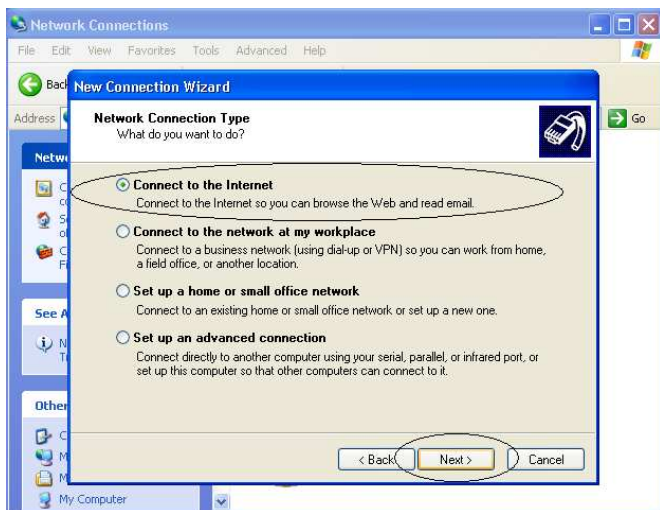 Network Connections
File Edit View Favorites Tools Advanced Help
Back
New Connection Wizard
Address
Go
Network Connection Type
What do you want to do?
Connect to the Internet
Connect to the Internet so you can browse the Web and read email.
Connect to the network at my workplace
Connect to a business network (using dial-up or VPN) so you can work from home,
a field office, or another location.
Set up a home or small office network
Connect to an existing home or small office network or set up a new one.
Set up an advanced connection
Connect directly to another computer using your serial, parallel, or infrared port, or
set up this computer so that other computers can connect to it.
See A
Other
My Computer
< Back Next > Cancel